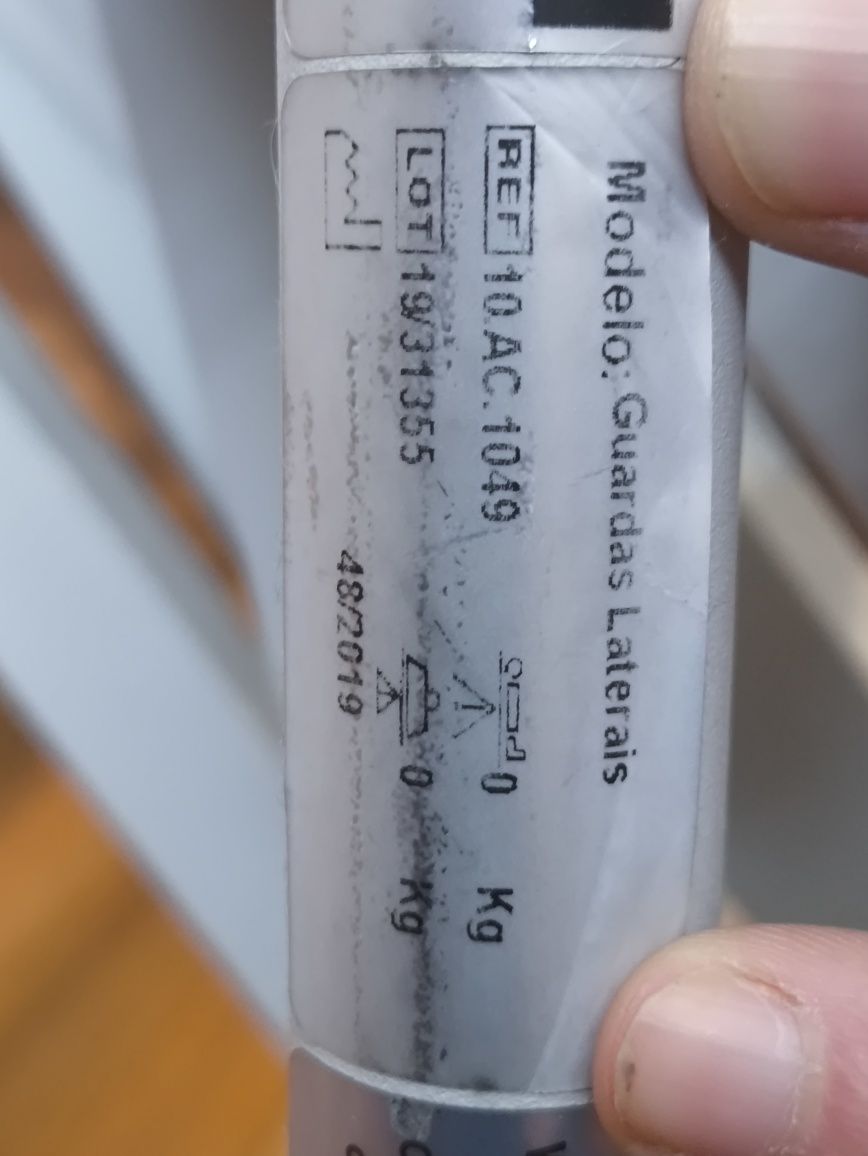 Modelo: Guardas Laterais
REF 10.AC.1049 0 Kg
LOT 19/31355 0 Kg
48/2019